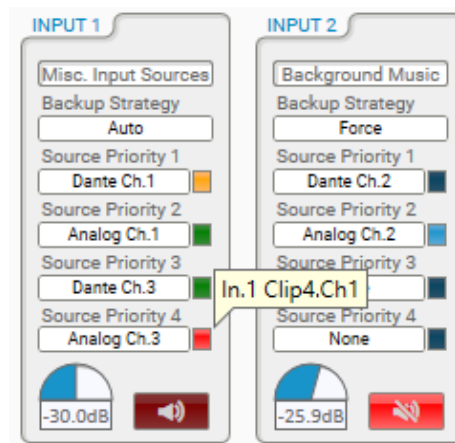 INPUT 1
Misc. Input Sources
Backup Strategy
Auto
Source Priority 1
Dante Ch.1
Source Priority 2
Analog Ch.1
Source Priority 3
Dante Ch.3
Source Priority 4
Analog Ch.3
-30.0dB
In.1 Clip4.Ch1
INPUT 2
Background Music
Backup Strategy
Force
Source Priority 1
Dante Ch.2
Source Priority 2
Analog Ch.2
Source Priority 3
Source Priority 4
None
-25.9dB